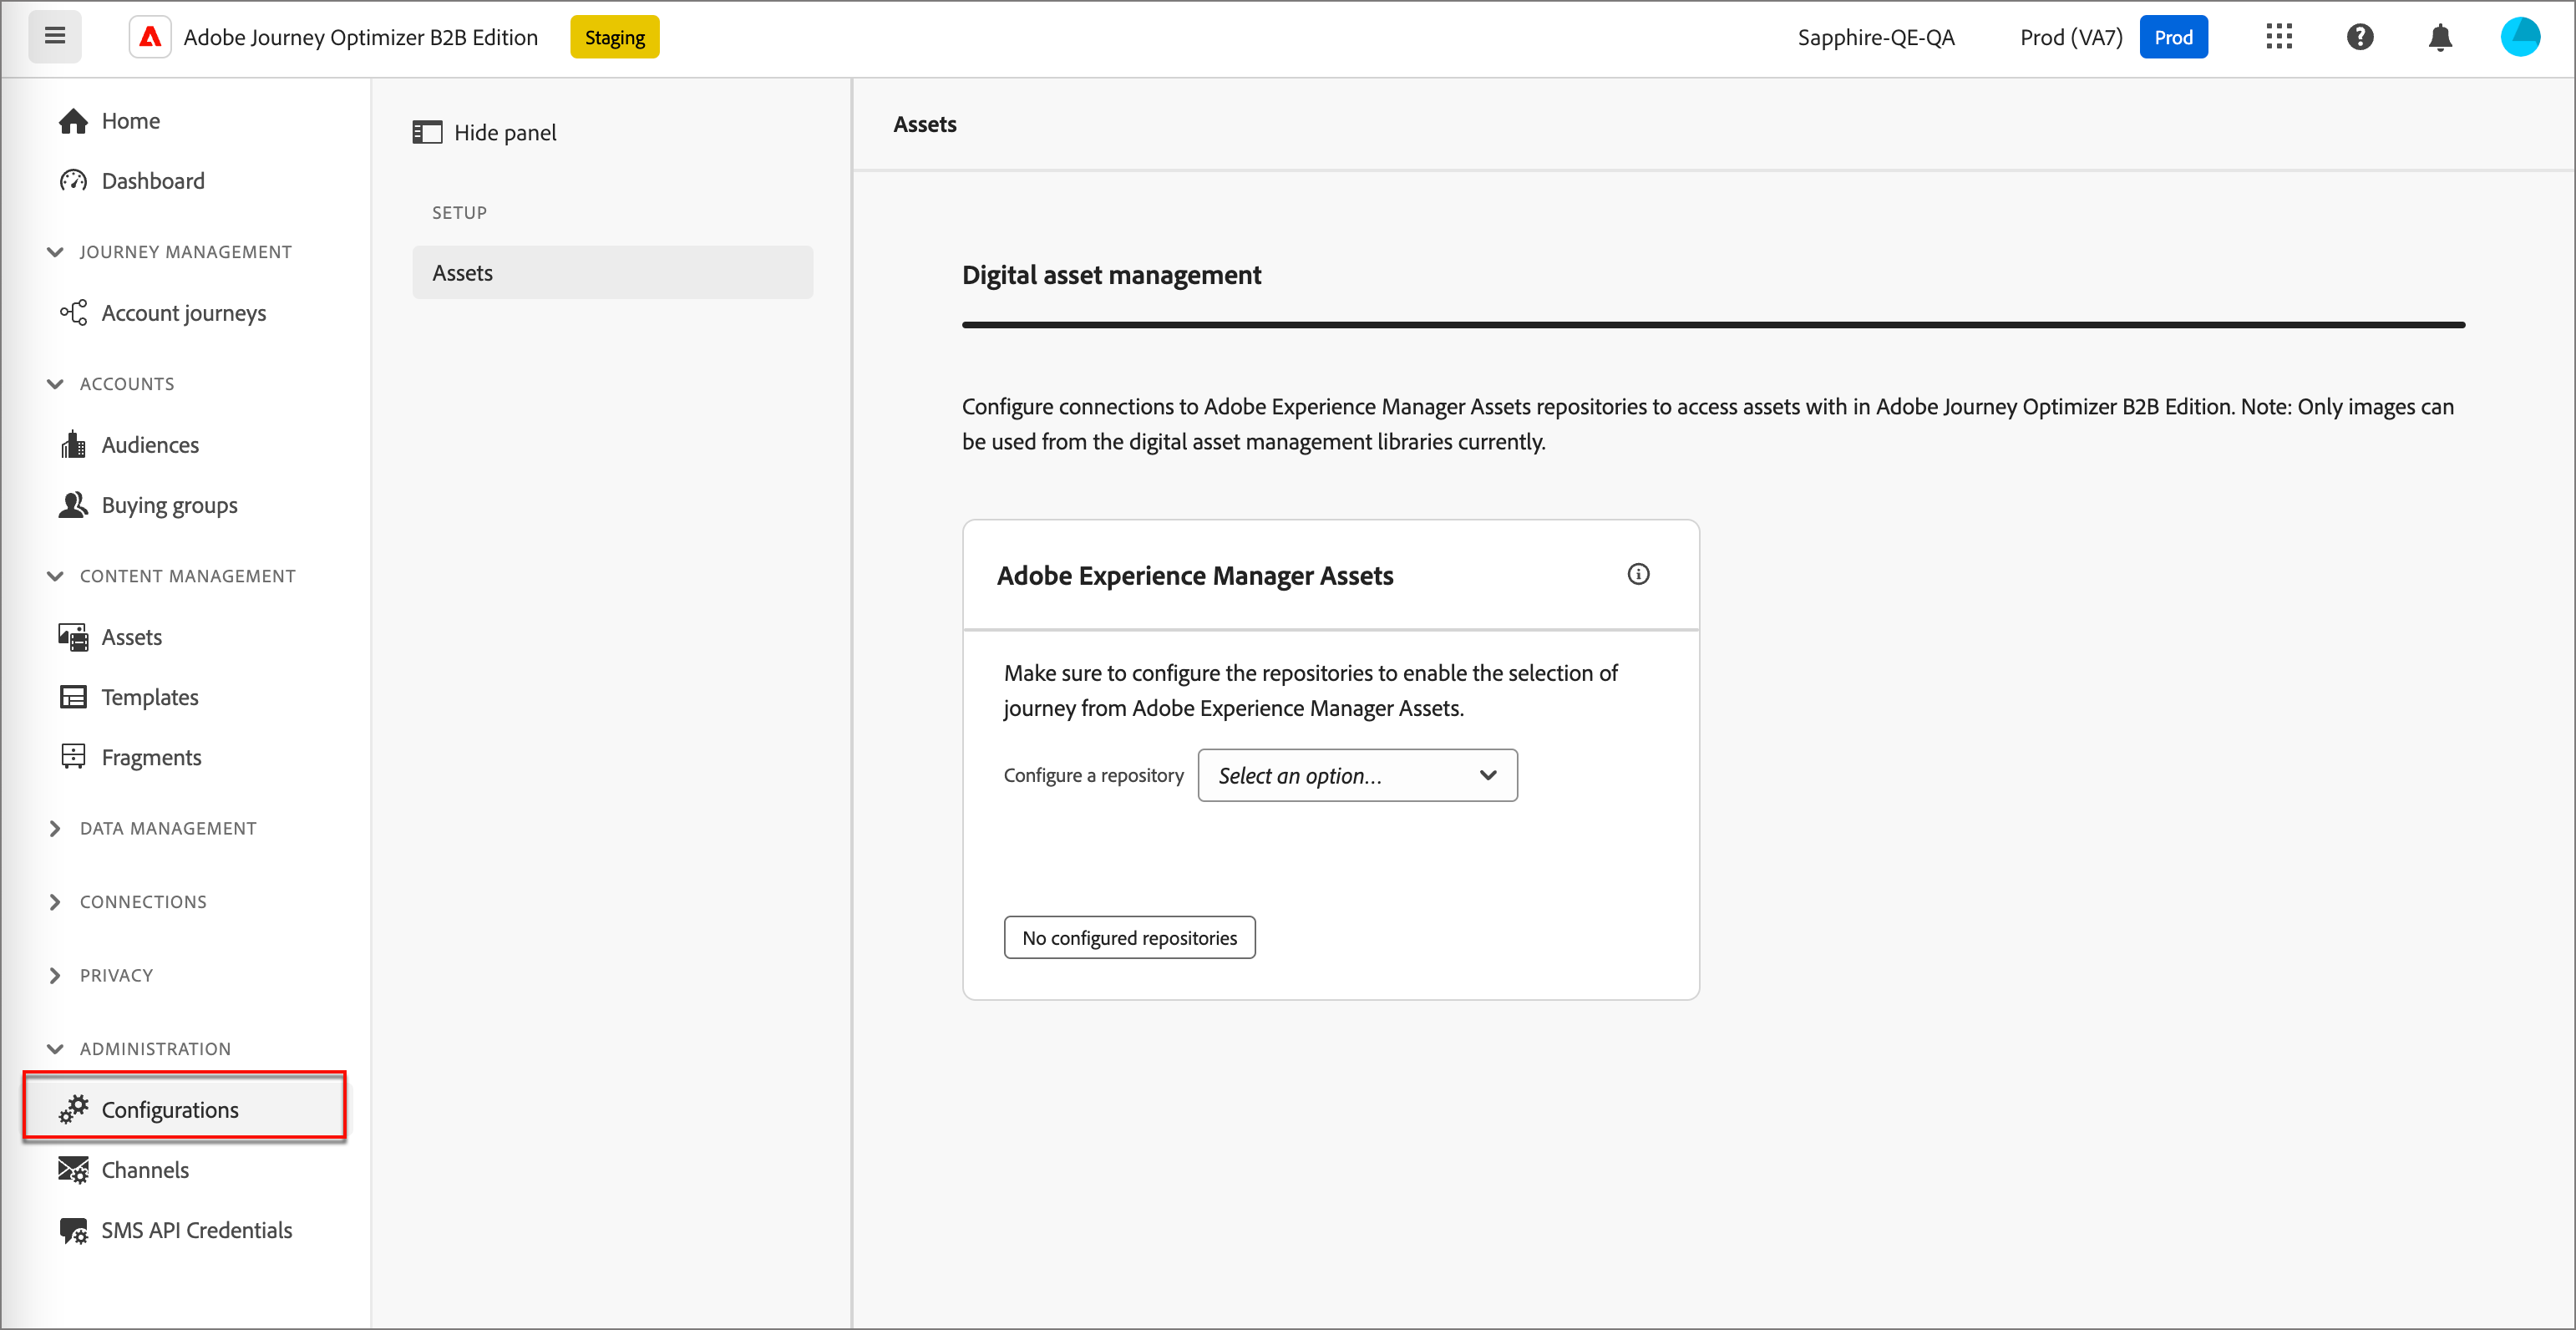 Adobe Journey Optimizer B2B Edition
Staging
Sapphire-QE-QA
Prod (VA7)
Prod
Home
Dashboard
JOURNEY MANAGEMENT
Account journeys
ACCOUNTS
Audiences
Buying groups
CONTENT MANAGEMENT
Assets
Templates
Fragments
DATA MANAGEMENT
CONNECTIONS
PRIVACY
ADMINISTRATION
Configurations
Channels
SMS API Credentials
Hide panel
SETUP
Assets
Assets
Digital asset management
Configure connections to Adobe Experience Manager Assets repositories to access assets with in Adobe Journey Optimizer B2B Edition. Note: Only images can
be used from the digital asset management libraries currently.
Adobe Experience Manager Assets
Make sure to configure the repositories to enable the selection of
journey from Adobe Experience Manager Assets.
Configure a repository
Select an option...
No configured repositories